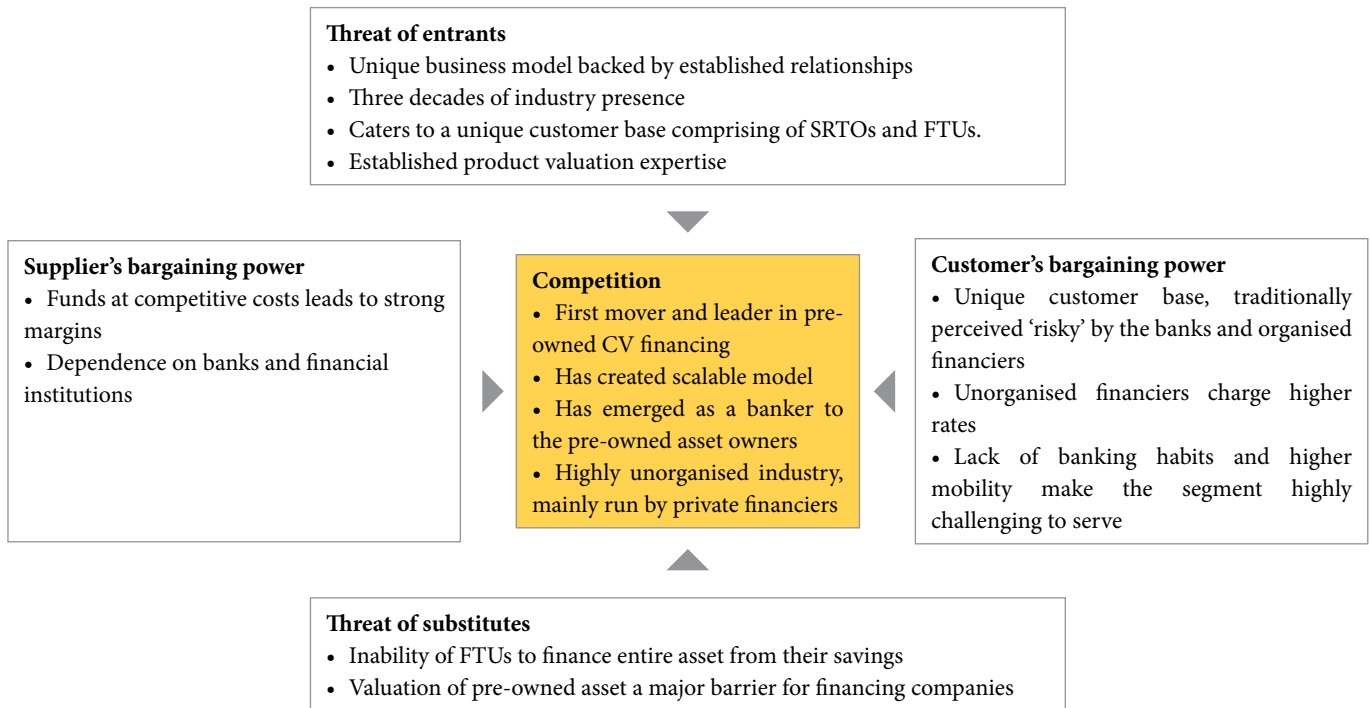 Threat of entrants
• Unique business model backed by established relationships
• Three decades of industry presence
• Caters to a unique customer base comprising of SRTOs and FTUs.
• Established product valuation expertise
Supplier's bargaining power
• Funds at competitive costs leads to strong
margins
• Dependence on banks and financial
institutions
Competition
• First mover and leader in pre-
owned CV financing
• Has created scalable model
• Has emerged as a banker to
the pre-owned asset owners
• Highly unorganised industry,
mainly run by private financiers
Customer's bargaining power
• Unique customer base, traditionally
perceived 'risky' by the banks and organised
financiers
• Unorganised financiers charge higher
rates
• Lack of banking habits and higher
mobility make the segment highly
challenging to serve
Threat of substitutes
• Inability of FTUs to finance entire asset from their savings
• Valuation of pre-owned asset a major barrier for financing companies